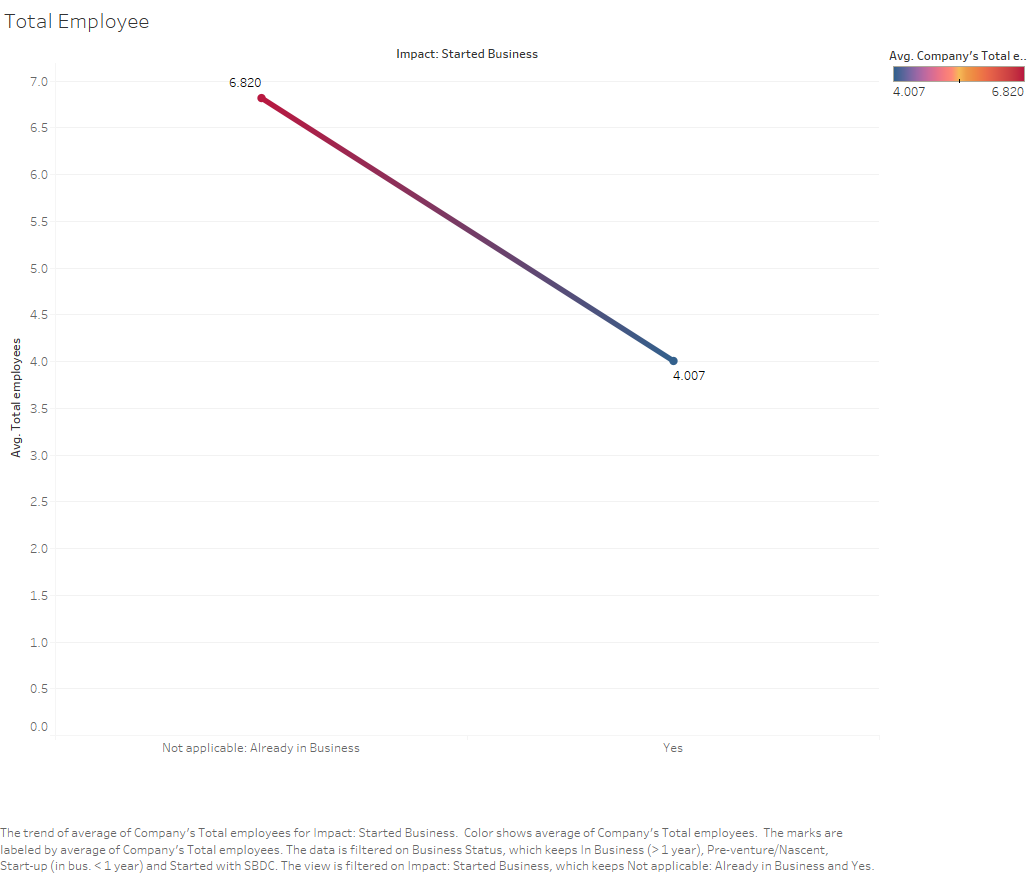 Total Employee
Impact: Started Business
Avg. Company's Total e..
4.007 6.820
7.0
6.5
6.0
5.5
5.0
4.5
4.0
3.5
3.0
2.5
2.0
1.5
1.0
0.5
0.0
Avg. Total employees
6.820
4.007
Not applicable: Already in Business
Yes
The trend of average of Company's Total employees for Impact: Started Business.  Color shows average of Company's Total employees.  The marks are
labeled by average of Company's Total employees. The data is filtered on Business Status, which keeps In Business (> 1 year), Pre-venture/Nascent,
Start-up (in bus. < 1 year) and Started with SBDC. The view is filtered on Impact: Started Business, which keeps Not applicable: Already in Business and Yes.